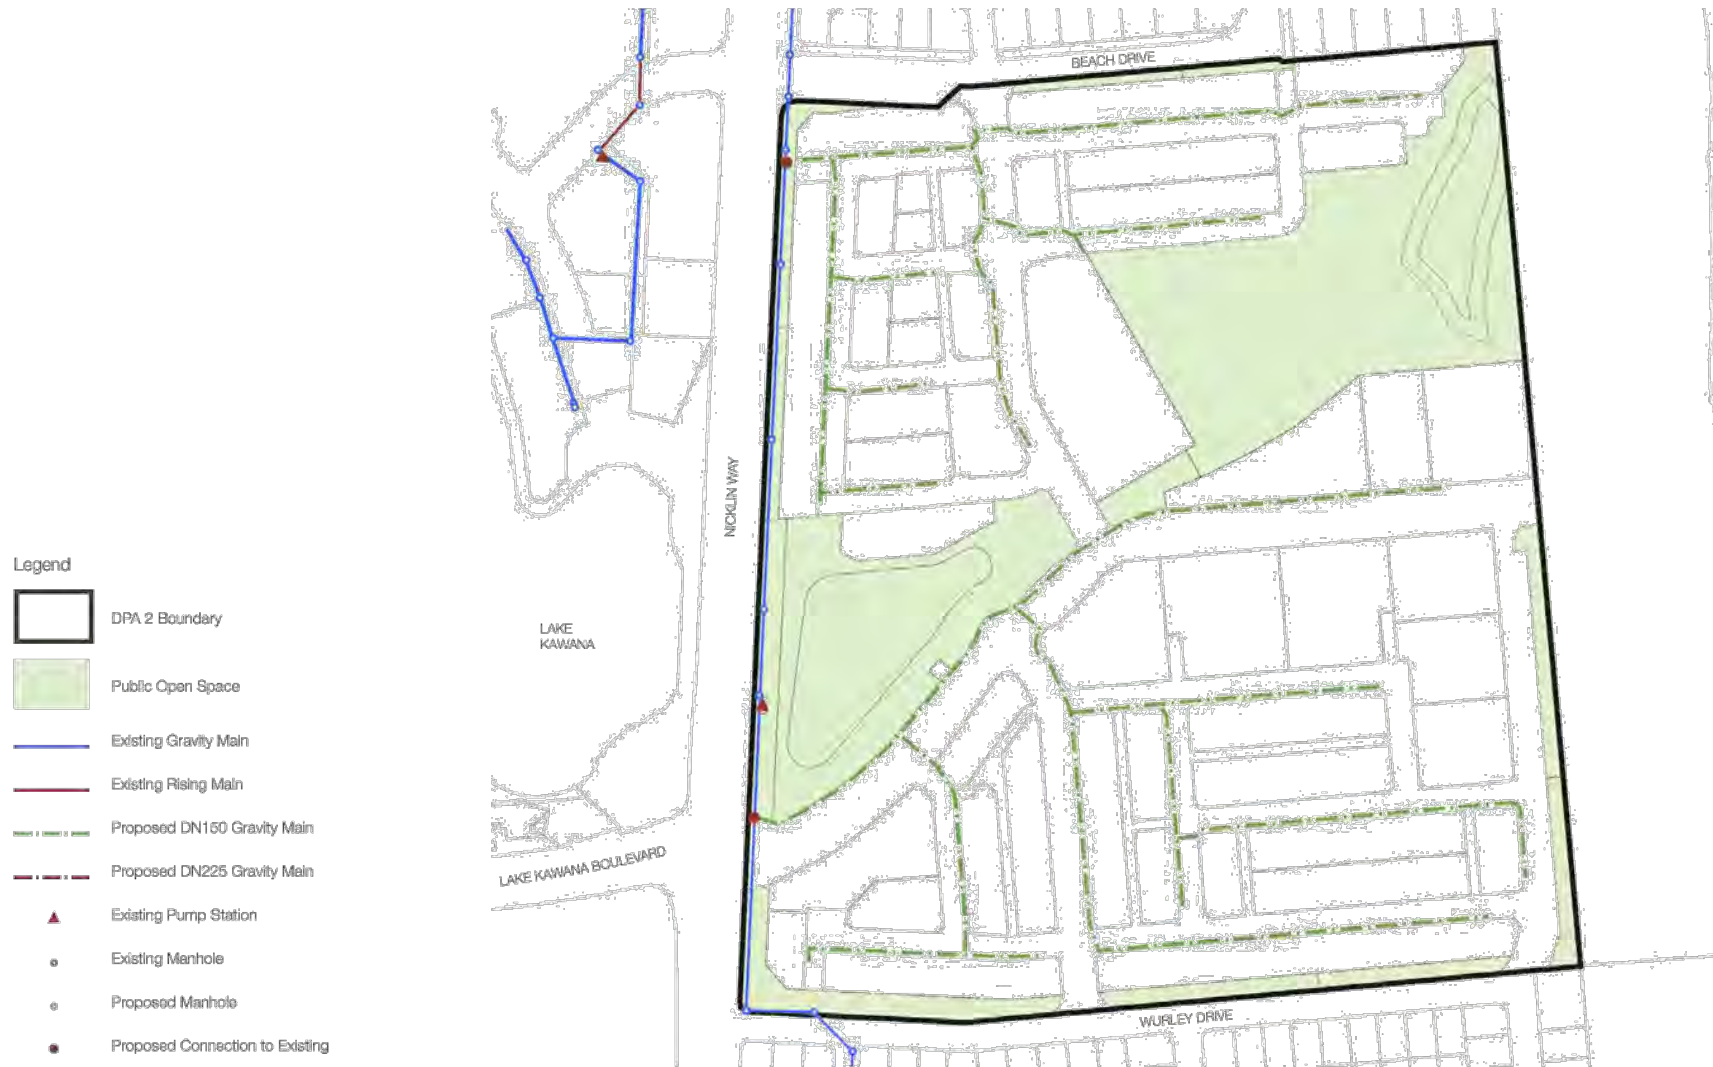 BEACH DRIVE
NICKLIN WAY
Legend
DPA 2 Boundary
LAKE
KAWANA
Public Open Space
Existing Gravity Main
Existing Rising Main
Proposed DN150 Gravity Main
LAKE KAWANA BOULEVARD
Proposed DN225 Gravity Main
Existing Pump Station
Existing Manhole
Proposed Manhole
WURLEY DRIVE
Proposed Connection to Existing